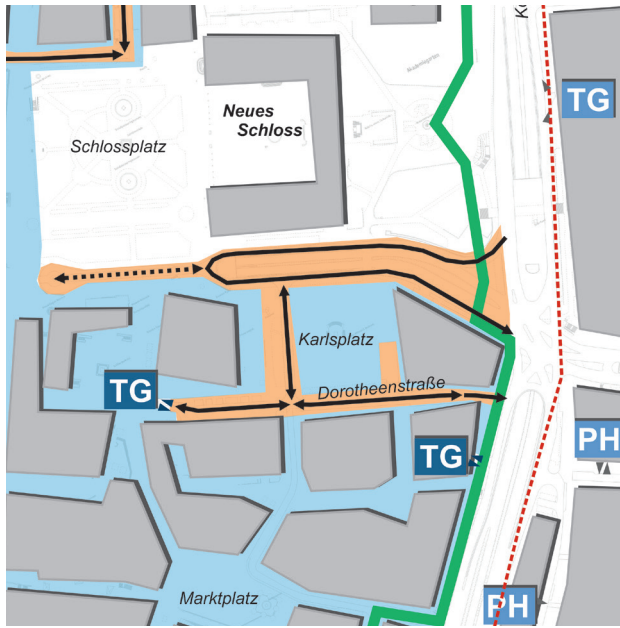 TG
Neues
Schloss
Schlossplatz
Karlsplatz
TG
Dorotheenstraße
PH
TG
Marktplatz
PH